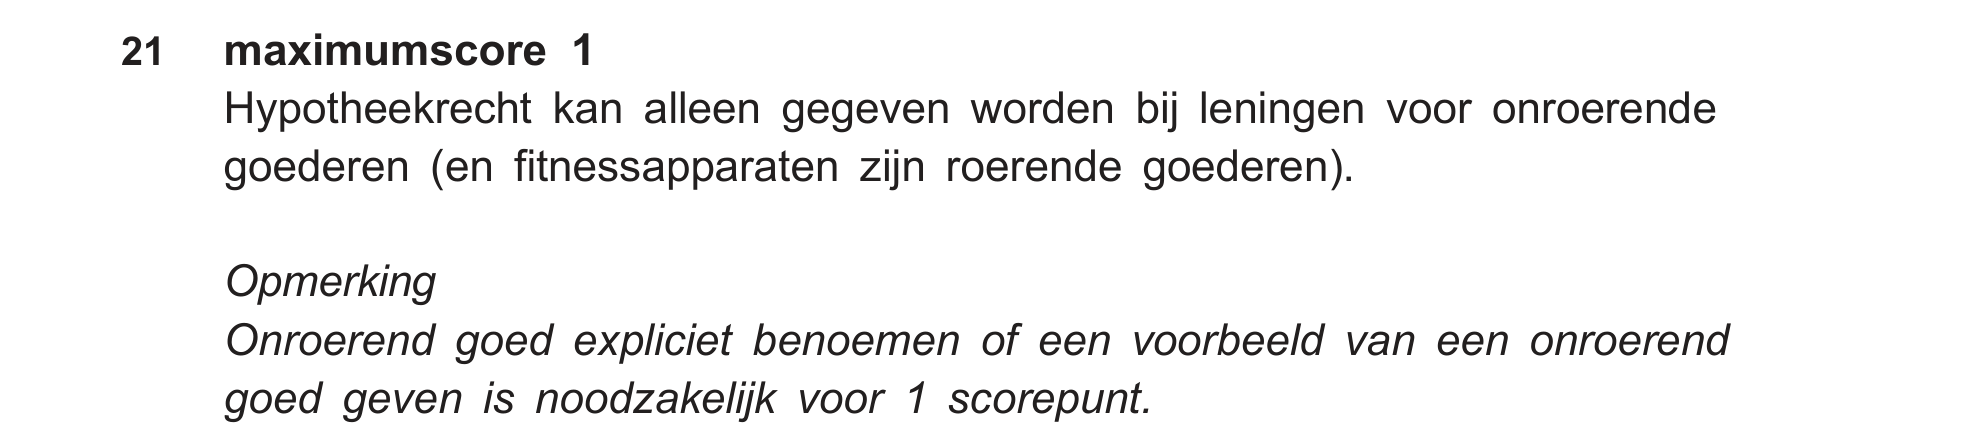 21 maximumscore 1
Hypotheekrecht kan alleen gegeven worden bij leningen voor onroerende
goederen (en fitnessapparaten zijn roerende goederen).
Opmerking
Onroerend goed expliciet benoemen of een voorbeeld van een onroerend
goed geven is noodzakelijk voor 1 scorepunt.